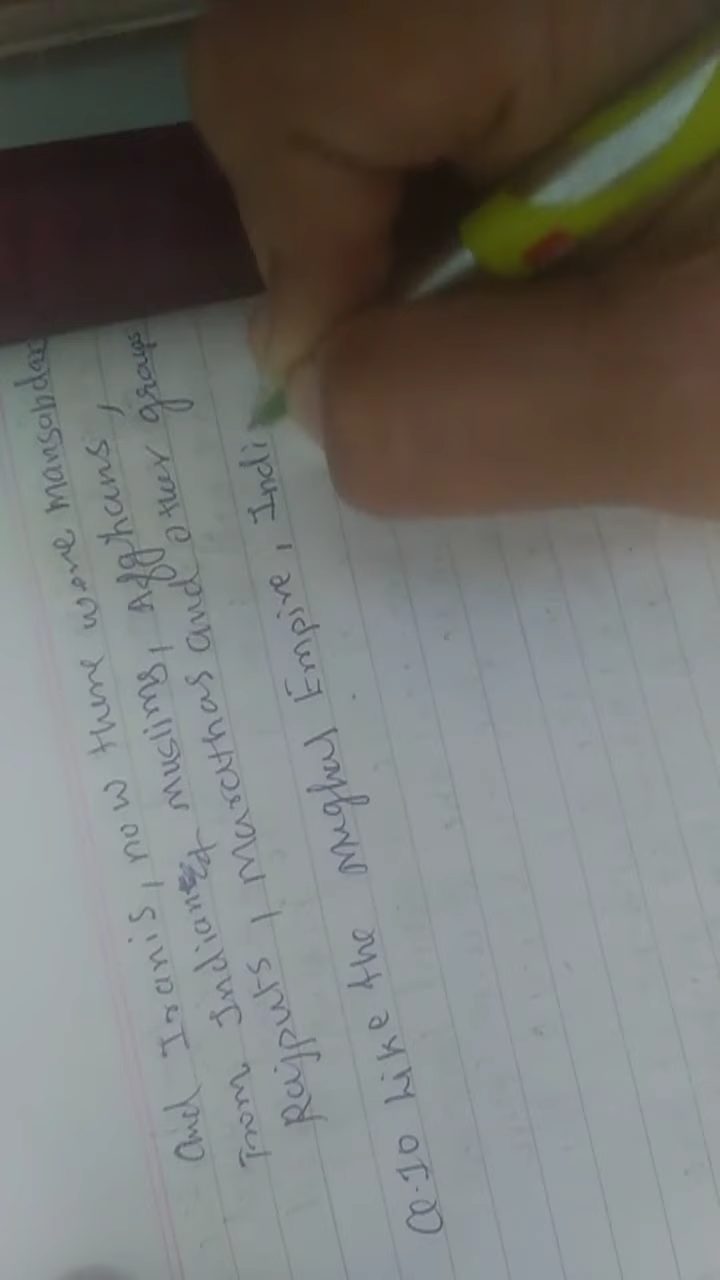 and Iranis, now there were mansabdar
From Indian muslims, Afghans,
Rajputs, Marathas and other groups
Q.10 Like the mughal Empire, Indi